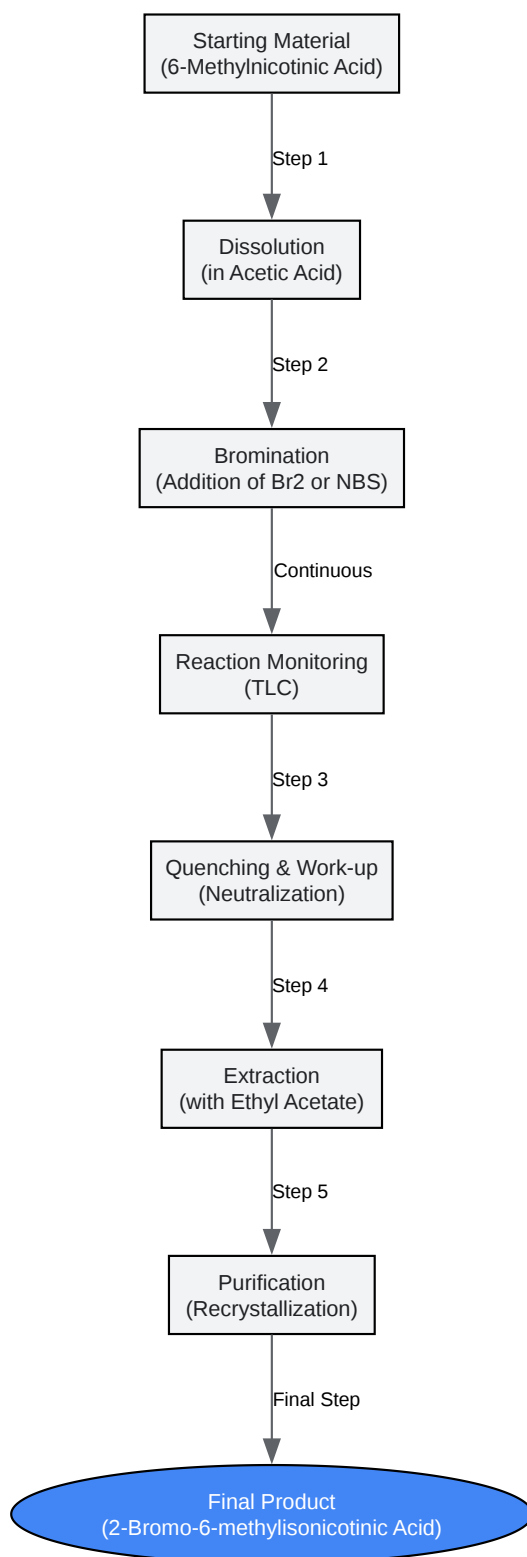 Starting Material
(6-Methylnicotinic Acid)
Step 1
Dissolution
(in Acetic Acid)
Step 2
Bromination
(Addition of Br2 or NBS)
Continuous
Reaction Monitoring
(TLC)
Step 3
Quenching & Work-up
(Neutralization)
Step 4
Extraction
(with Ethyl Acetate)
Step 5
Purification
(Recrystallization)
Final Step
Final Product
(2-Bromo-6-methylisonicotinic Acid)